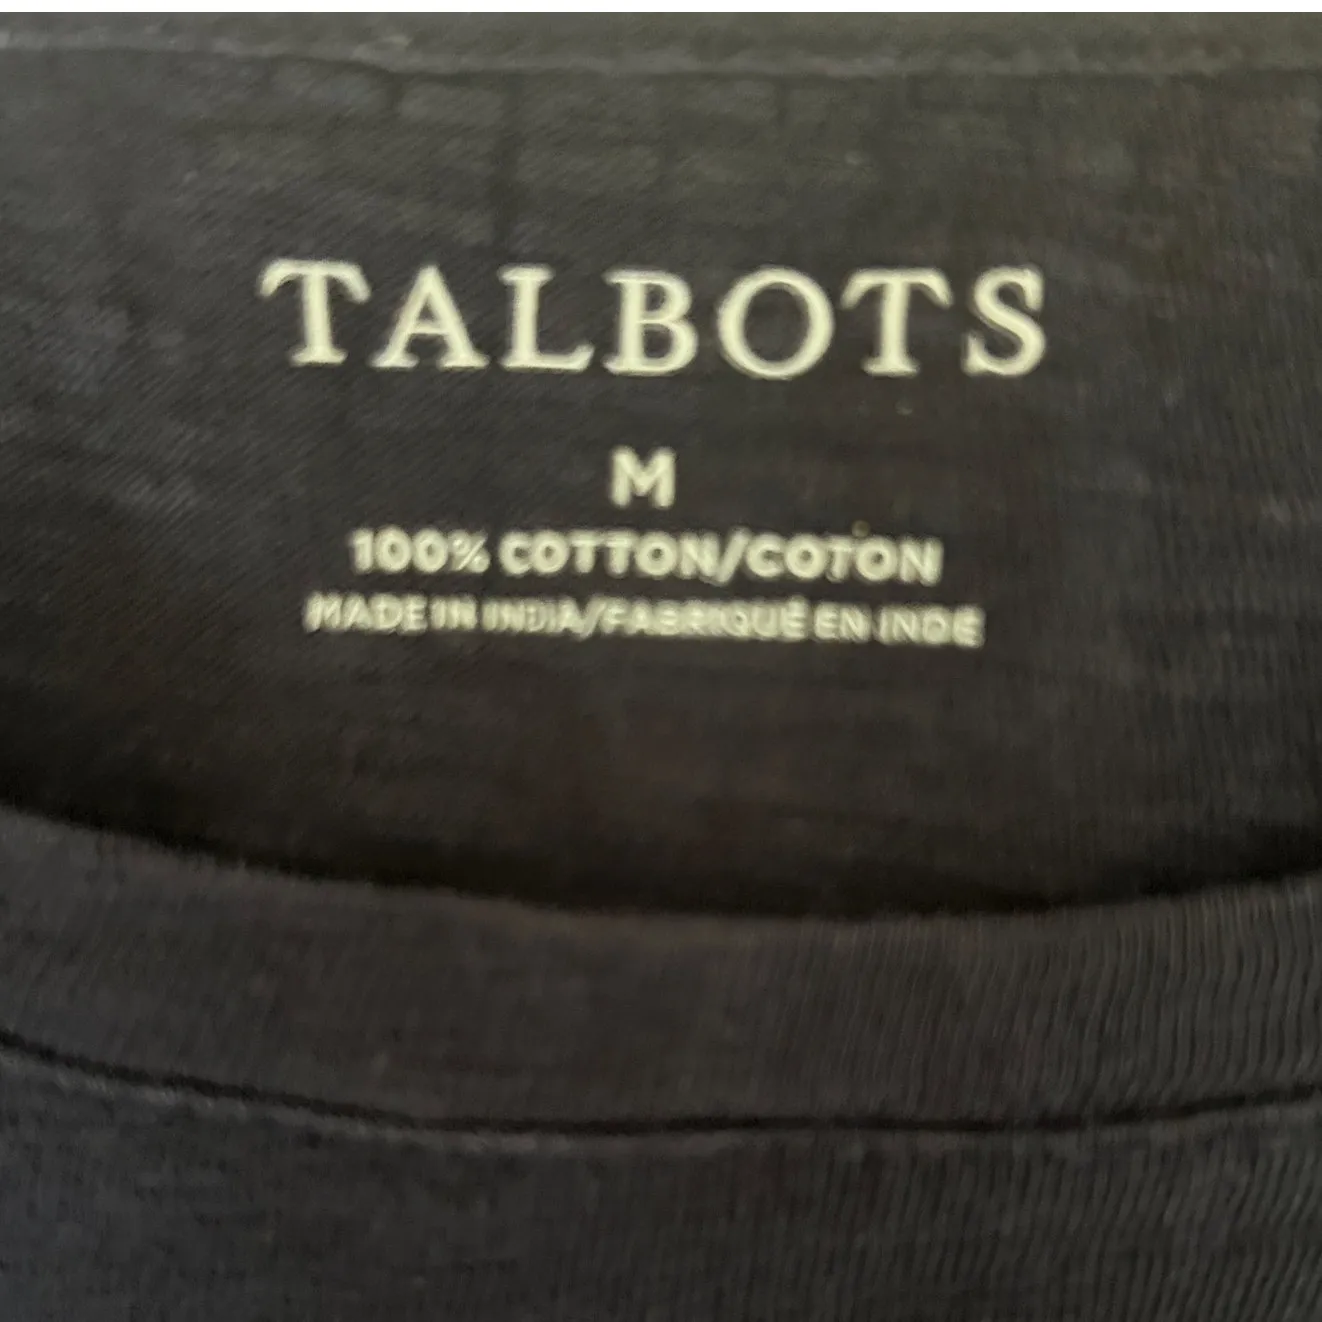 TALBOTS
M
100% COTTON/COTON
MADE IN INDIA/FABRIQUÉ EN INDE